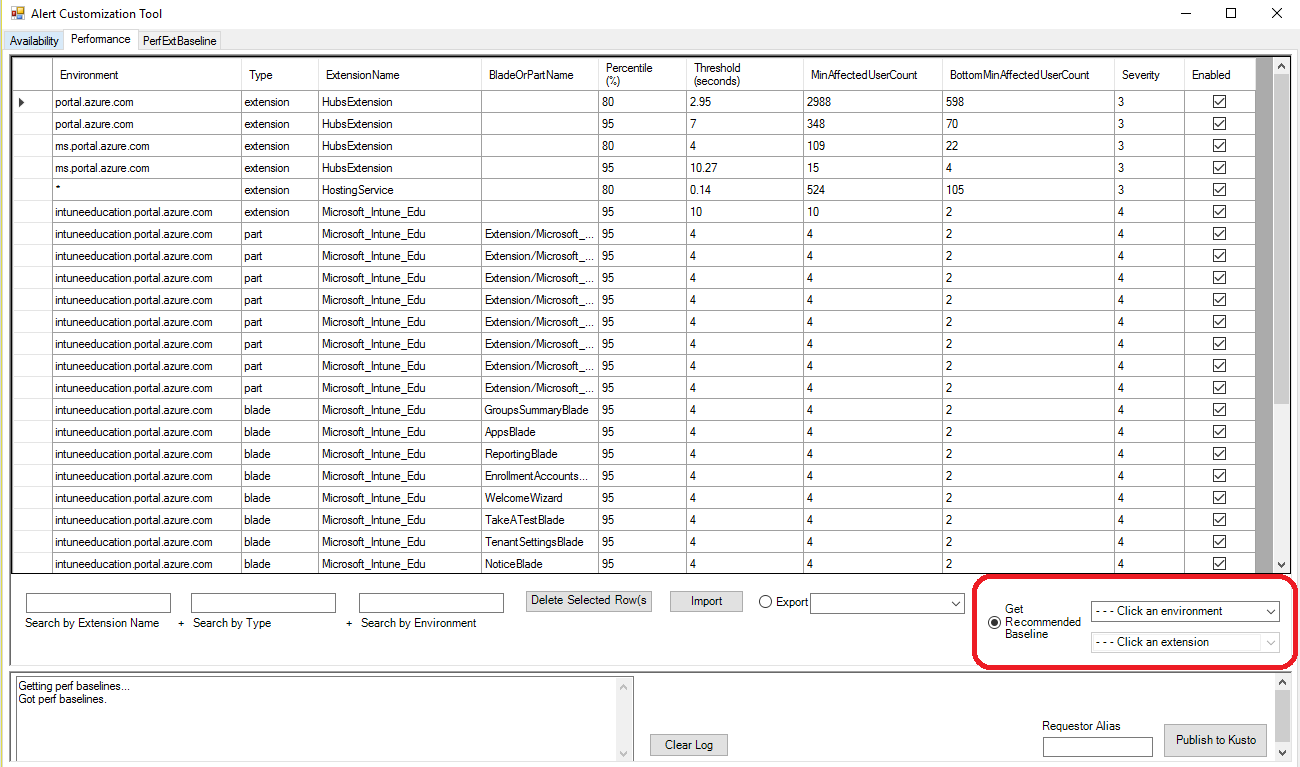 Alert Customization Tool
Availability Performance PerfExtBaseline
Environment Type ExtensionName BladeOrPartName Percentile (%) Threshold (seconds) MinAffectedUserCount BottomMinAffectedUserCount Severity Enabled
portal.azure.com extension HubsExtension 80 2.95 2988 598 3
portal.azure.com extension HubsExtension 95 7 348 70 3
ms.portal.azure.com extension HubsExtension 80 4 109 22 3
ms.portal.azure.com extension HubsExtension 95 10.27 15 4 3
* extension HostingService 80 0.14 524 105 3
intuneeducation.portal.azure.com extension Microsoft_Intune_Edu 95 10 10 2 4
intuneeducation.portal.azure.com part Microsoft_Intune_Edu Extension/Microsoft_... 95 4 4 2 4
intuneeducation.portal.azure.com part Microsoft_Intune_Edu Extension/Microsoft_... 95 4 4 2 4
intuneeducation.portal.azure.com part Microsoft_Intune_Edu Extension/Microsoft_... 95 4 4 2 4
intuneeducation.portal.azure.com part Microsoft_Intune_Edu Extension/Microsoft_... 95 4 4 2 4
intuneeducation.portal.azure.com part Microsoft_Intune_Edu Extension/Microsoft_... 95 4 4 2 4
intuneeducation.portal.azure.com part Microsoft_Intune_Edu Extension/Microsoft_... 95 4 4 2 4
intuneeducation.portal.azure.com part Microsoft_Intune_Edu Extension/Microsoft_... 95 4 4 2 4
intuneeducation.portal.azure.com part Microsoft_Intune_Edu Extension/Microsoft_... 95 4 4 2 4
intuneeducation.portal.azure.com blade Microsoft_Intune_Edu GroupsSummaryBlade 95 4 4 2 4
intuneeducation.portal.azure.com blade Microsoft_Intune_Edu AppsBlade 95 4 4 2 4
intuneeducation.portal.azure.com blade Microsoft_Intune_Edu ReportingBlade 95 4 4 2 4
intuneeducation.portal.azure.com blade Microsoft_Intune_Edu EnrollmentAccounts... 95 4 4 2 4
intuneeducation.portal.azure.com blade Microsoft_Intune_Edu WelcomeWizard 95 4 4 2 4
intuneeducation.portal.azure.com blade Microsoft_Intune_Edu TakeATestBlade 95 4 4 2 4
intuneeducation.portal.azure.com blade Microsoft_Intune_Edu TenantSettingsBlade 95 4 4 2 4
intuneeducation.portal.azure.com blade Microsoft_Intune_Edu NoticeBlade 95 4 4 2 4
Delete Selected Row(s Import Export
Search by Extension Name + Search by Type + Search by Environment
Get
Recommended
Baseline
- - - Click an environment
- - - Click an extension
Getting perf baselines...
Got perf baselines.
Clear Log
Requestor Alias
Publish to Kusto